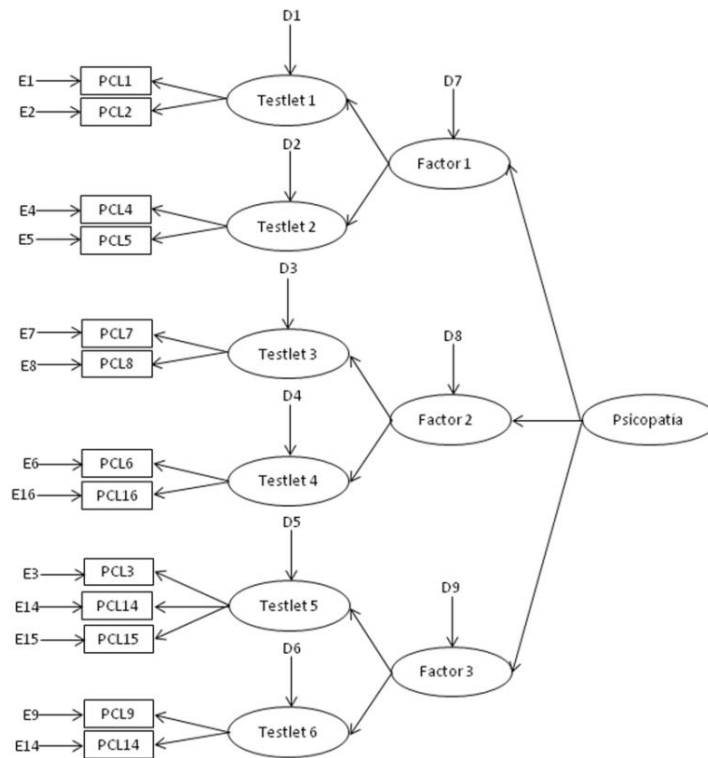 D1
E1 PCL1
Testlet 1
E2 PCL2
D7
D2
Factor 1
E4 PCL4
Testlet 2
E5 PCL5
D3
E7 PCL7
Testlet 3
E8 PCL8
D8
D4
Factor 2
Psicopatía
E6 PCL6
Testlet 4
E16 PCL16
D5
E3 PCL3
E14 PCL14 Testlet 5
E15 PCL15
D9
D6
Factor 3
E9 PCL9
Testlet 6
E14 PCL14